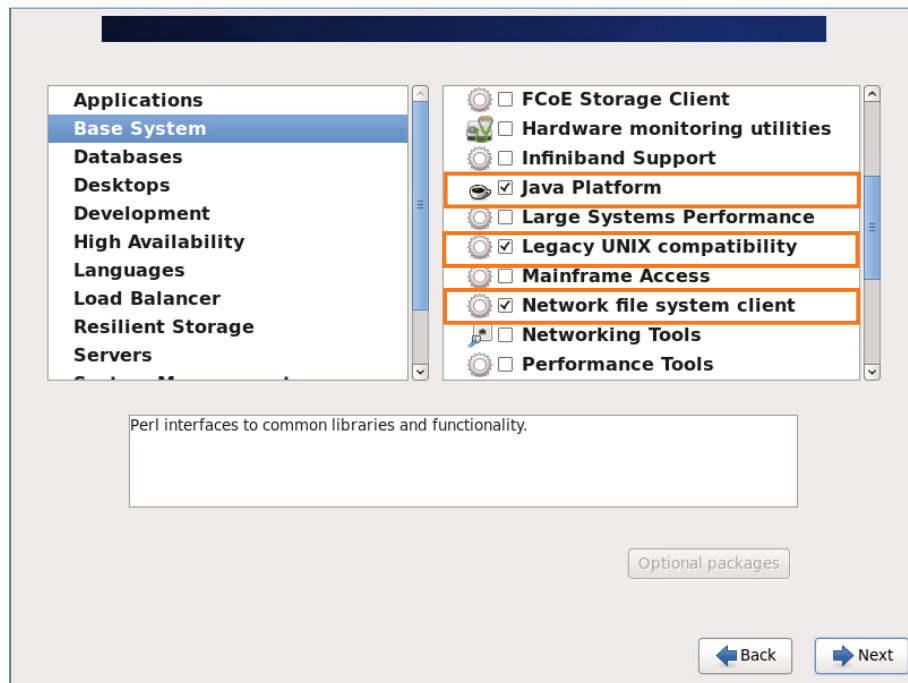 Applications
Base System
Databases
Desktops
Development
High Availability
Languages
Load Balancer
Resilient Storage
Servers
FCoE Storage Client
Hardware monitoring utilities
Infiniband Support
Java Platform
Large Systems Performance
Legacy UNIX compatibility
Mainframe Access
Network file system client
Networking Tools
Performance Tools
Perl interfaces to common libraries and functionality.
Optional packages
Back
Next